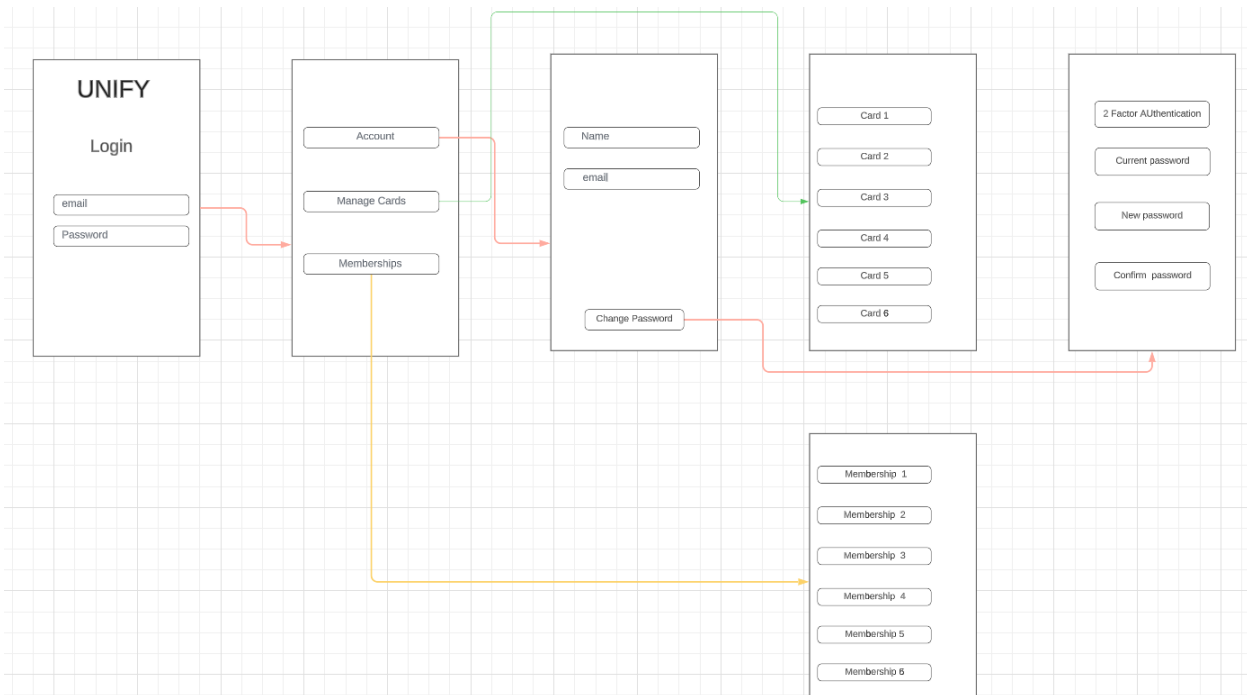 UNIFY
Login
email
Password
Account
Manage Cards
Memberships
Name
email
Change Password
Card 1
Card 2
Card 3
Card 4
Card 5
Card 6
2 Factor AUthentication
Current password
New password
Confirm password
Membership 1
Membership 2
Membership 3
Membership 4
Membership 5
Membership 6